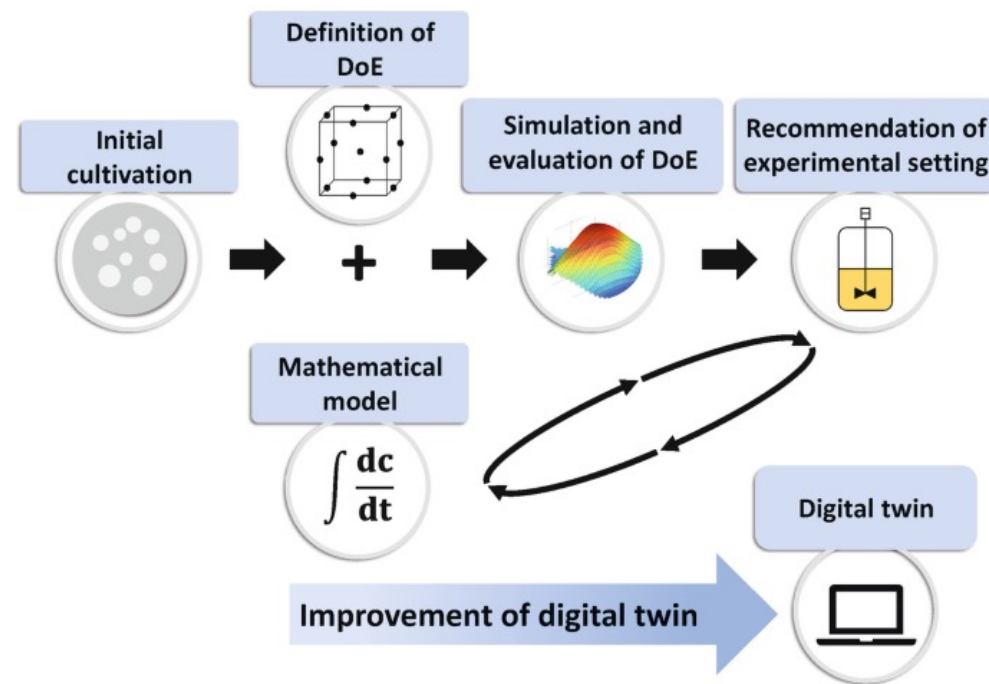 Definition of
DoE
Initial
cultivation
Simulation and
evaluation of DoE
Recommendation of
experimental setting
+
Mathematical
model
∫ dc/dt
Digital twin
Improvement of digital twin